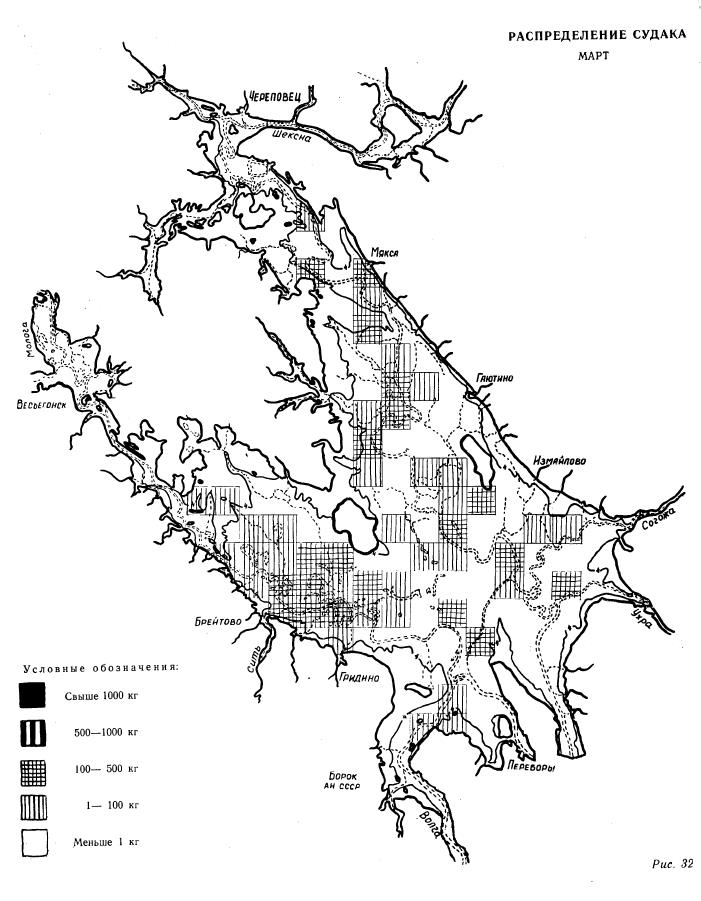 РАСПРЕДЕЛЕНИЕ СУДАКА
МАРТ
ЧЕРЕПОВЕЦ
Шексна
Мякса
Молога
Весьегонск
Гаютино
Измайлово
Согожа
Ухра
Брейтово
Сить
Гридино
Переборы
Борок
АН СССР
Волга
Условные обозначения:
Свыше 1000 кг
500—1000 кг
100— 500 кг
1— 100 кг
Меньше 1 кг
Рис. 32